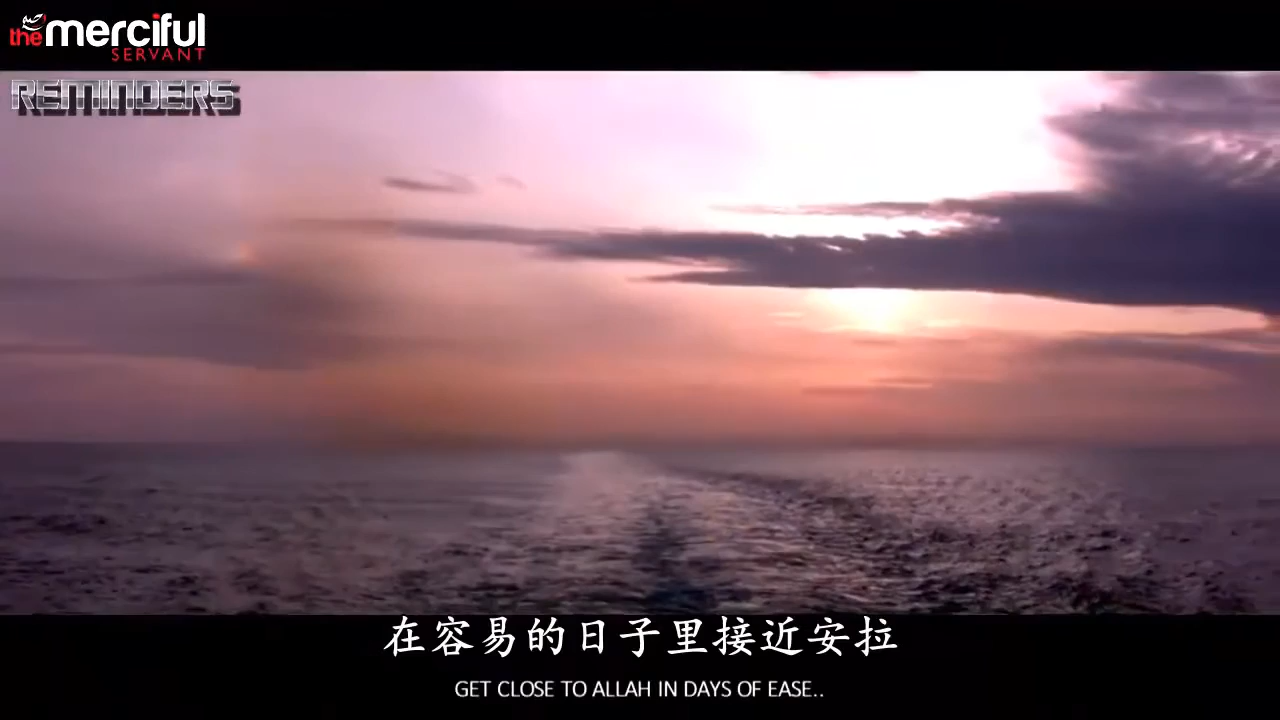 the merciful
SERVANT
REMINDERS
在容易的日子里接近安拉
GET CLOSE TO ALLAH IN DAYS OF EASE..